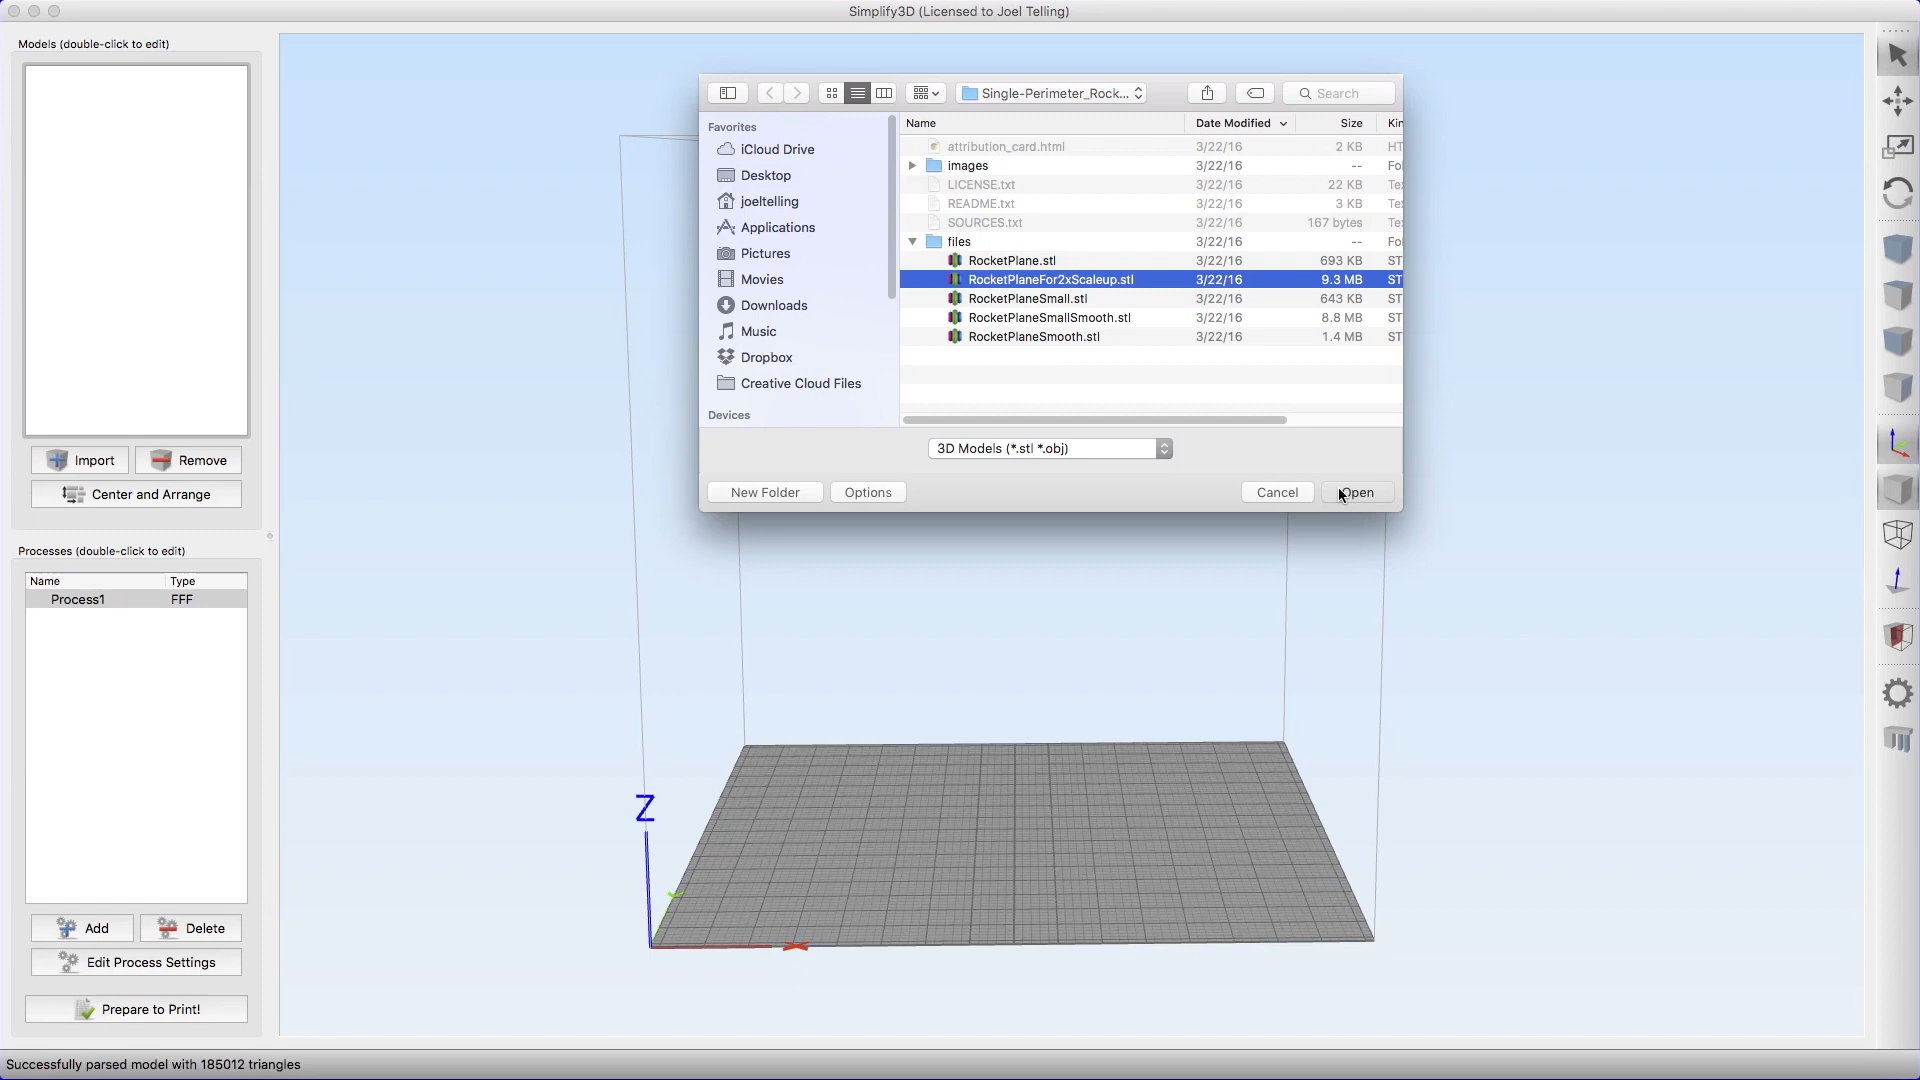 Simplify3D (Licensed to Joel Telling)
Models (double-click to edit)
Import
Remove
Center and Arrange
Processes (double-click to edit)
Name Type
Process1 FFF
Add
Delete
Edit Process Settings
Prepare to Print!
Successfully parsed model with 185012 triangles
Single-Perimeter_Rock...
Search
Favorites
iCloud Drive
Desktop
joeltelling
Applications
Pictures
Movies
Downloads
Music
Dropbox
Creative Cloud Files
Devices
Name Date Modified Size Kin
attribution_card.html 3/22/16 2 KB HT
images 3/22/16 -- Fo
LICENSE.txt 3/22/16 22 KB Te
README.txt 3/22/16 3 KB Te
SOURCES.txt 3/22/16 167 bytes Te
files 3/22/16 -- Fo
RocketPlane.stl 3/22/16 693 KB ST
RocketPlaneFor2xScaleup.stl 3/22/16 9.3 MB ST
RocketPlaneSmall.stl 3/22/16 643 KB ST
RocketPlaneSmallSmooth.stl 3/22/16 8.8 MB ST
RocketPlaneSmooth.stl 3/22/16 1.4 MB ST
3D Models (*.stl *.obj)
New Folder
Options
Cancel
Open
Z
Y
X